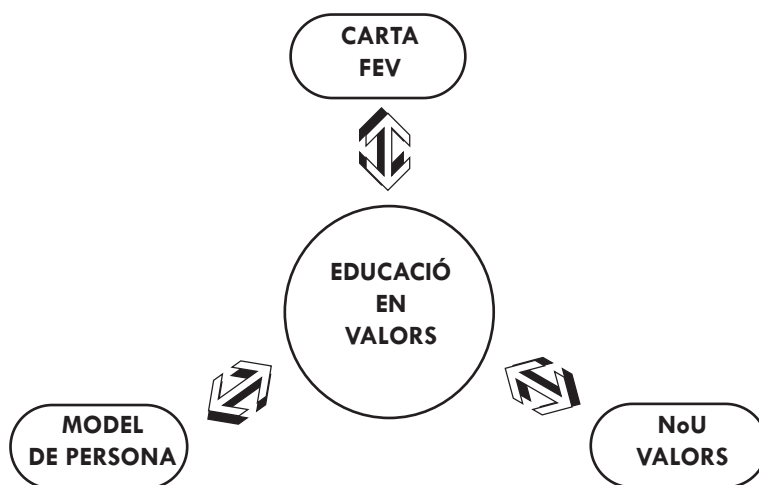 CARTA
FEV
EDUCACIÓ
EN
VALORS
MODEL
DE PERSONA
NoU
VALORS